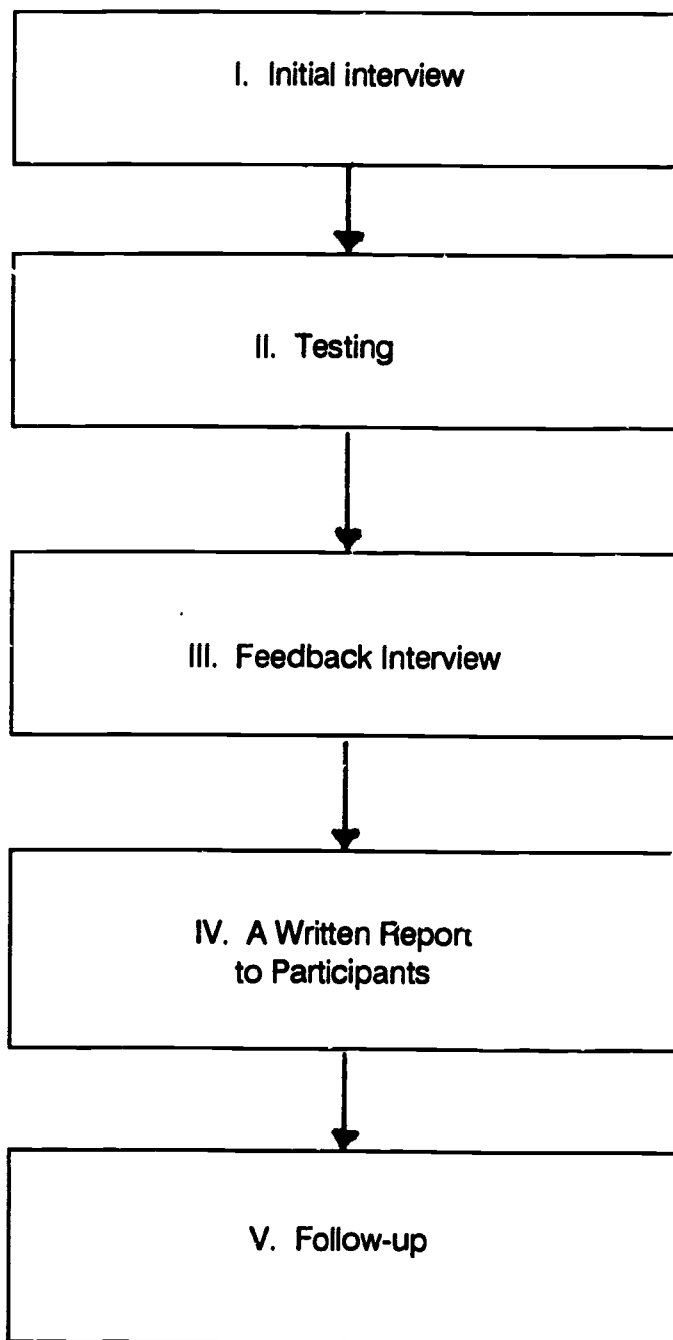 I. Initial interview
II. Testing
III. Feedback Interview
IV. A Written Report
to Participants
V. Follow-up